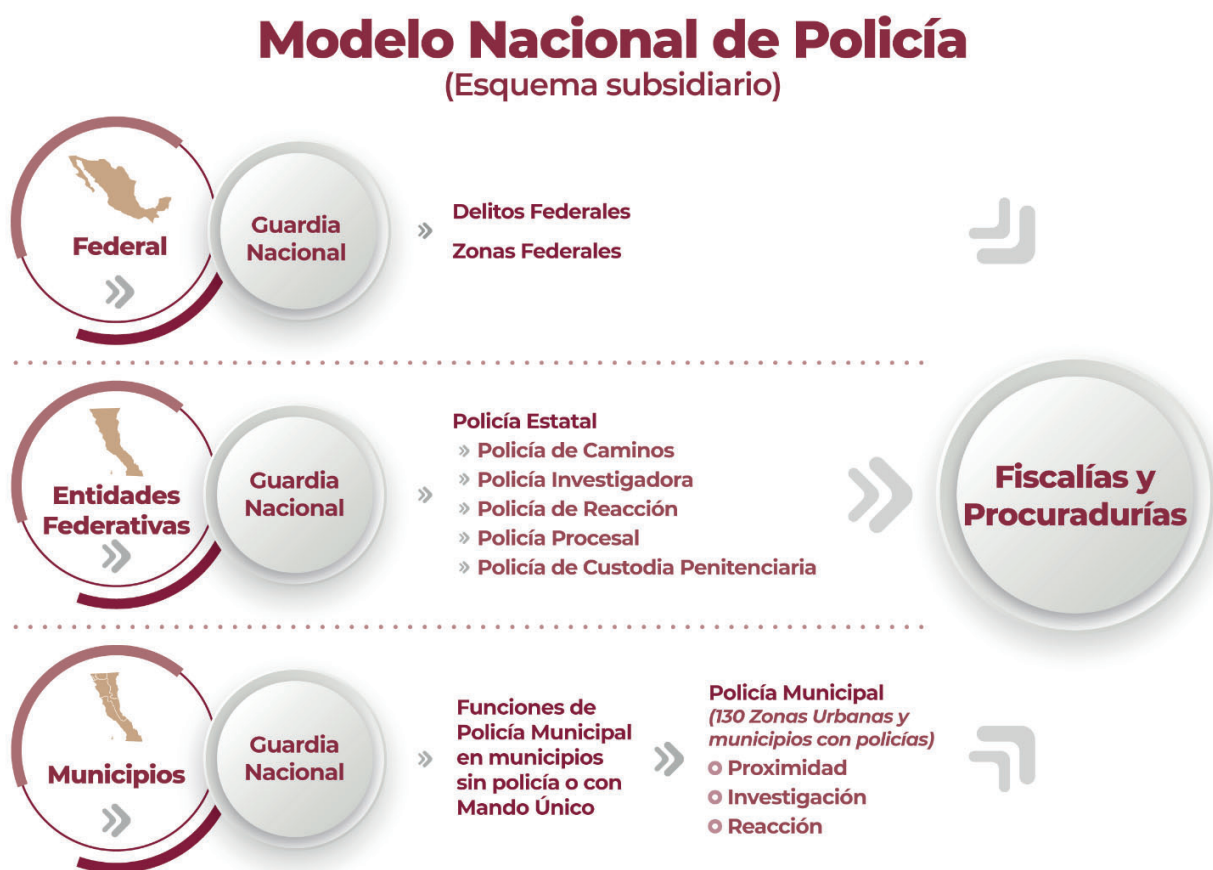 Modelo Nacional de Policía
(Esquema subsidiario)
Federal
Guardia
Nacional
Delitos Federales
Zonas Federales
Entidades
Federativas
Guardia
Nacional
Policía Estatal
Policía de Caminos
Policía Investigadora
Policía de Reacción
Policía Procesal
Policía de Custodia Penitenciaria
Fiscalías y
Procuradurías
Municipios
Guardia
Nacional
Funciones de
Policía Municipal
en municipios
sin policía o con
Mando Único
Policía Municipal
(130 Zonas Urbanas y
municipios con policías)
Proximidad
Investigación
Reacción